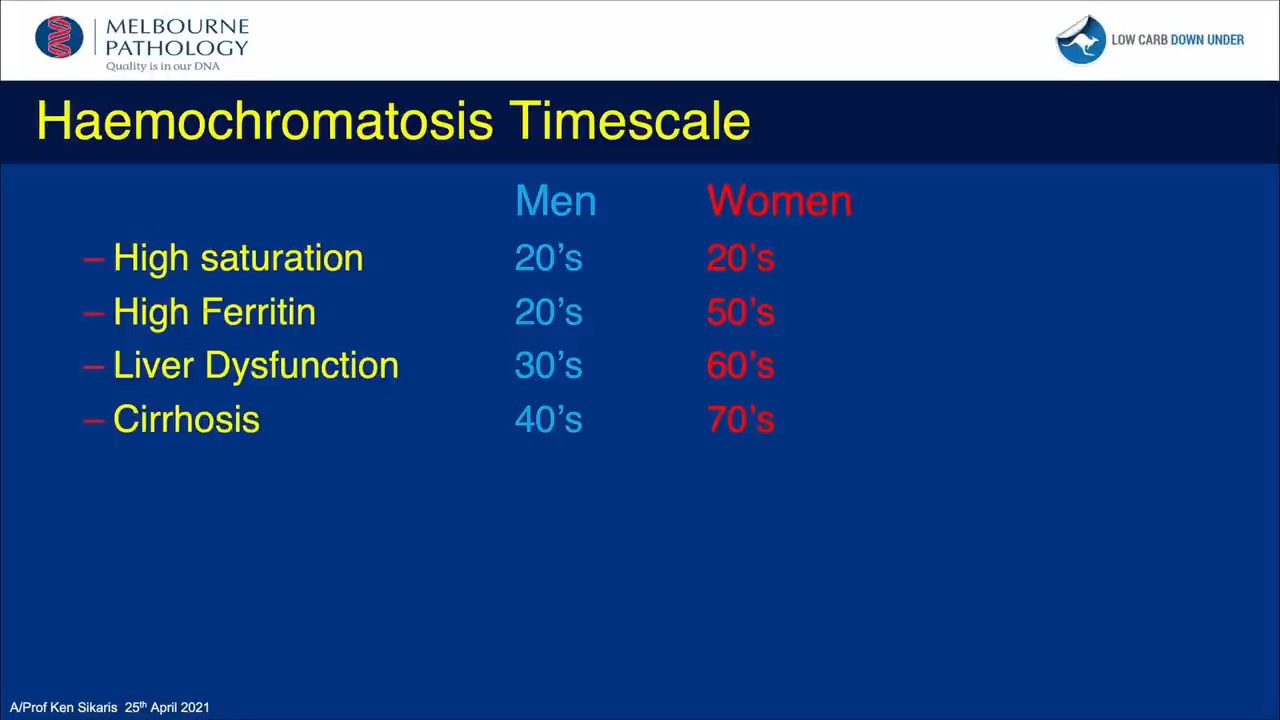 MELBOURNE
PATHOLOGY
Quality is in our DNA
LOW CARB DOWN UNDER
Haemochromatosis Timescale
Men Women
– High saturation 20's 20's
– High Ferritin 20's 50's
– Liver Dysfunction 30's 60's
– Cirrhosis 40's 70's
A/Prof Ken Sikaris 25th April 2021